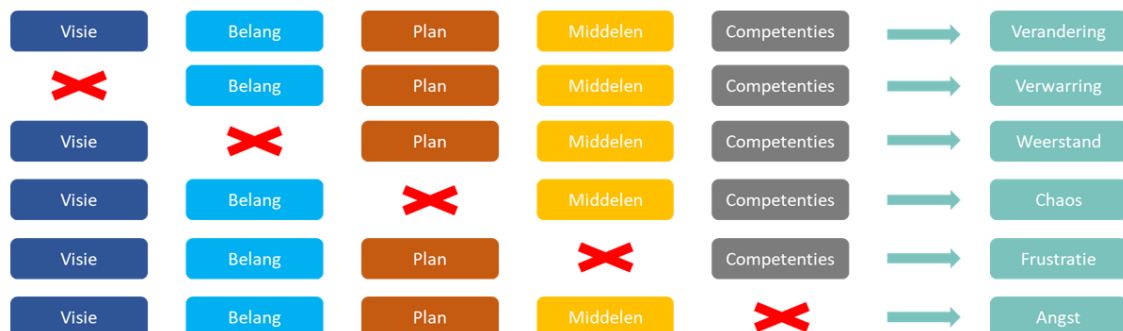 Visie Belang Plan Middelen Competenties Verandering
Belang Plan Middelen Competenties Verwarring
Visie Plan Middelen Competenties Weerstand
Visie Belang Middelen Competenties Chaos
Visie Belang Plan Competenties Frustratie
Visie Belang Plan Middelen Angst